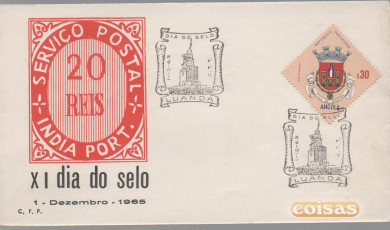 SERVIÇO POSTAL
20
REIS
INDIA PORT.
XI dia do selo
1 - Dezembro - 1965
C. F. P.
DIA DO SELO
LUANDA
ANGOLA
$30
DIA DO SELO
LUANDA
coisas